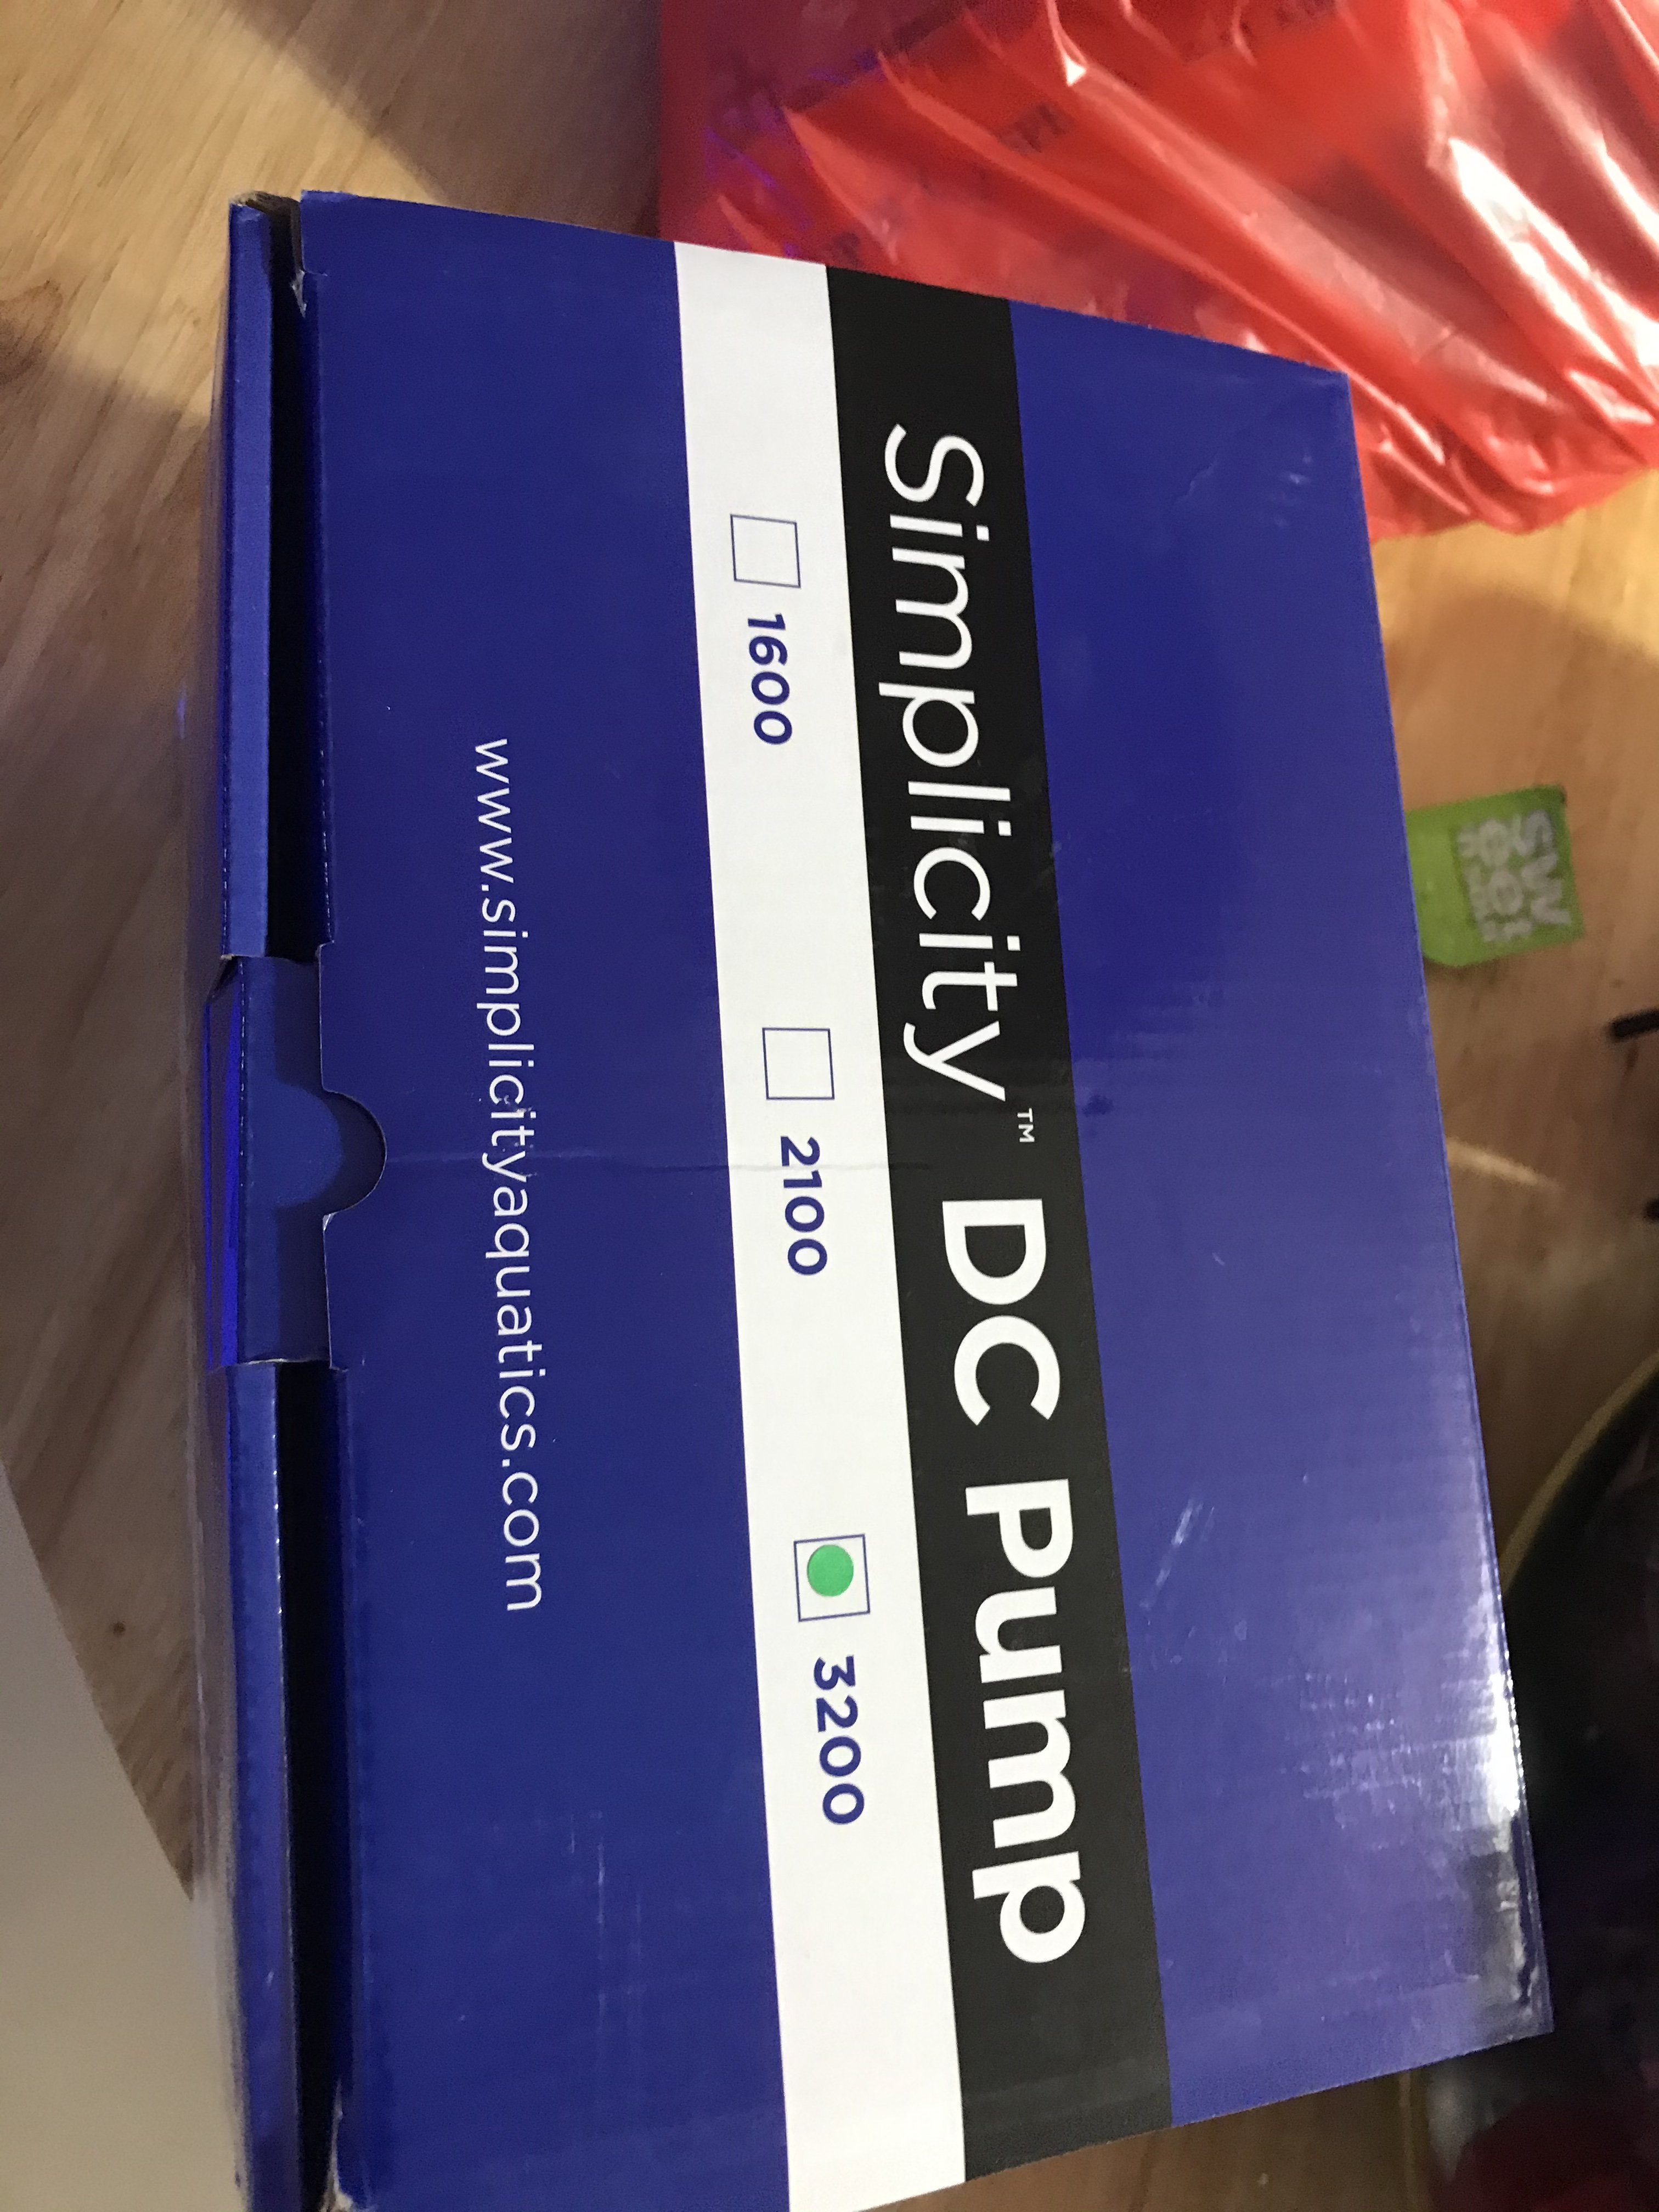 Simplicity™ DC Pump
1600 2100 3200
www.simplicityaquatics.com